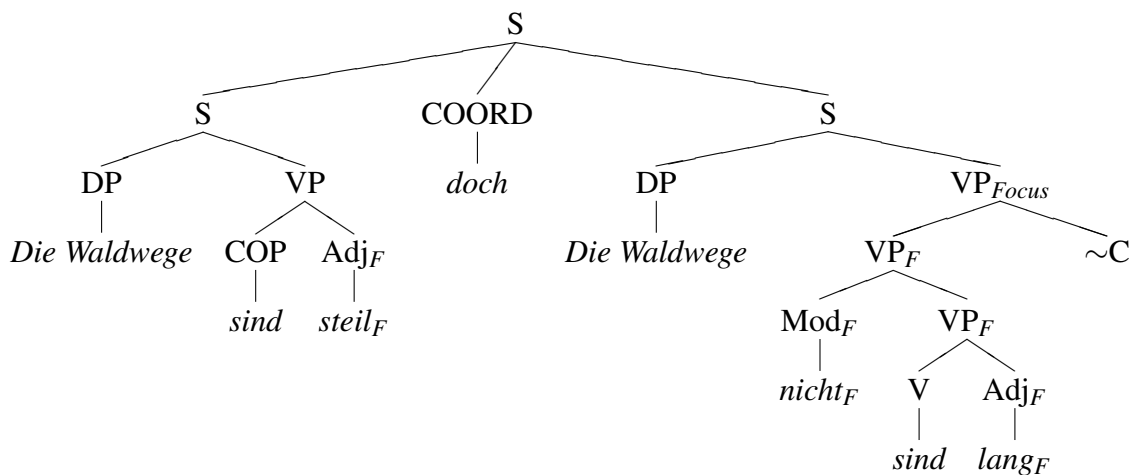 S
S COORD S
DP VP doch DP VP_Focus
Die Waldwege COP Adj_F Die Waldwege VP_F ∼C
sind steil_F Mod_F VP_F
nicht_F V Adj_F
sind lang_F